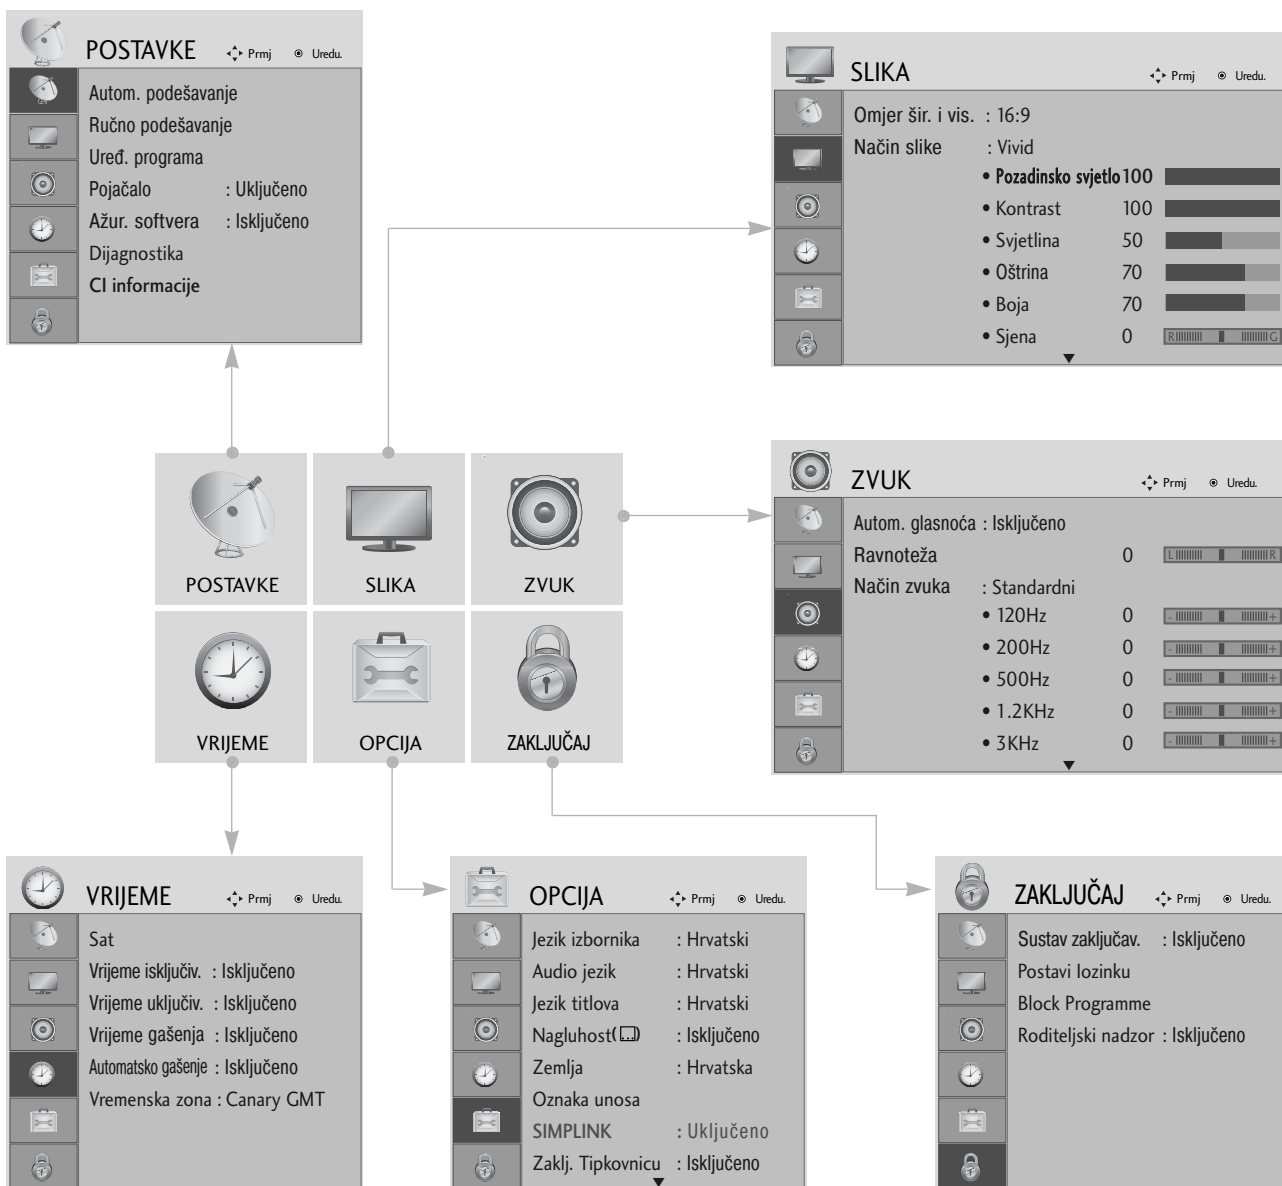 POSTAVKE Prmj Uredu.
Autom. podešavanje
Ručno podešavanje
Uređ. programa
Pojačalo : Uključeno
Ažur. softvera : Isključeno
Dijagnostika
CI informacije
SLIKA Prmj Uredu.
Omjer šir. i vis. : 16:9
Način slike : Vivid
• Pozadinsko svjetlo 100
• Kontrast 100
• Svjetlina 50
• Oštrina 70
• Boja 70
• Sjena 0 R G
POSTAVKE SLIKA ZVUK
VRIJEME OPCIJA ZAKLJUČAJ
ZVUK Prmj Uredu.
Autom. glasnoća : Isključeno
Ravnoteža 0 L R
Način zvuka : Standardni
• 120Hz 0 - +
• 200Hz 0 - +
• 500Hz 0 - +
• 1.2KHz 0 - +
• 3KHz 0 - +
VRIJEME Prmj Uredu.
Sat
Vrijeme isključiv. : Isključeno
Vrijeme uključiv. : Isključeno
Vrijeme gašenja : Isključeno
Automatsko gašenje : Isključeno
Vremenska zona : Canary GMT
OPCIJA Prmj Uredu.
Jezik izbornika : Hrvatski
Audio jezik : Hrvatski
Jezik titlova : Hrvatski
Nagluhost( ) : Isključeno
Zemlja : Hrvatska
Oznaka unosa
SIMPLINK : Uključeno
Zaklj. Tipkovnicu : Isključeno
ZAKLJUČAJ Prmj Uredu.
Sustav zaključav. : Isključeno
Postavi lozinku
Block Programme
Roditeljski nadzor : Isključeno